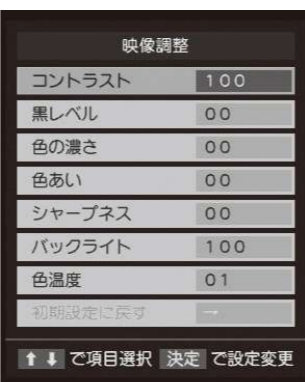 映像調整
コントラスト 100
黒レベル 00
色の濃さ 00
色あい 00
シャープネス 00
バックライト 100
色温度 01
初期設定に戻す →
↑ ↓ で項目選択 決定 で設定変更